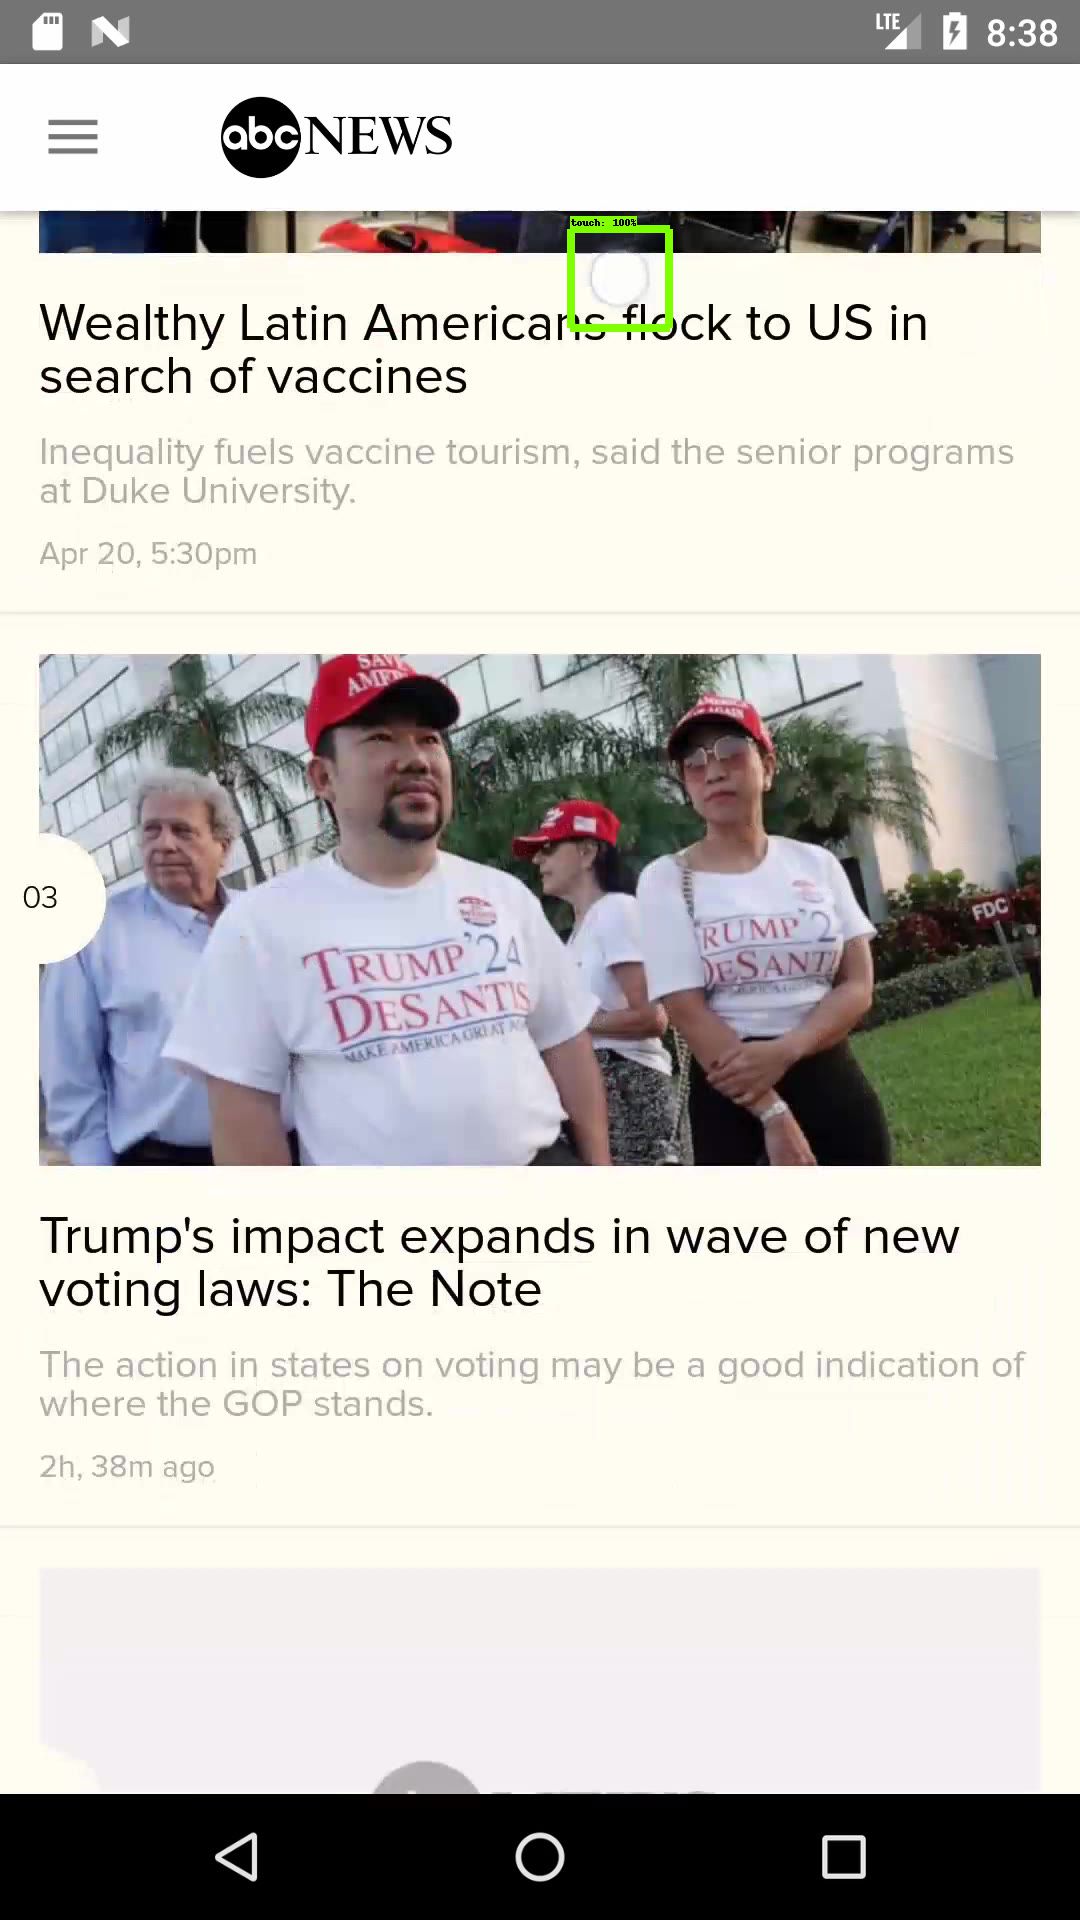 LTE
8:38
abc NEWS
touch: 100%
Wealthy Latin Americans flock to US in
search of vaccines
Inequality fuels vaccine tourism, said the senior programs
at Duke University.
Apr 20, 5:30pm
SAVE
AMER
AMERICA
AGAIN
03
FDC
TRUMP '24
DESANTIS
MAKE AMERICA GREAT AG
RUMP '2
DESANTI
Trump's impact expands in wave of new
voting laws: The Note
The action in states on voting may be a good indication of
where the GOP stands.
2h, 38m ago